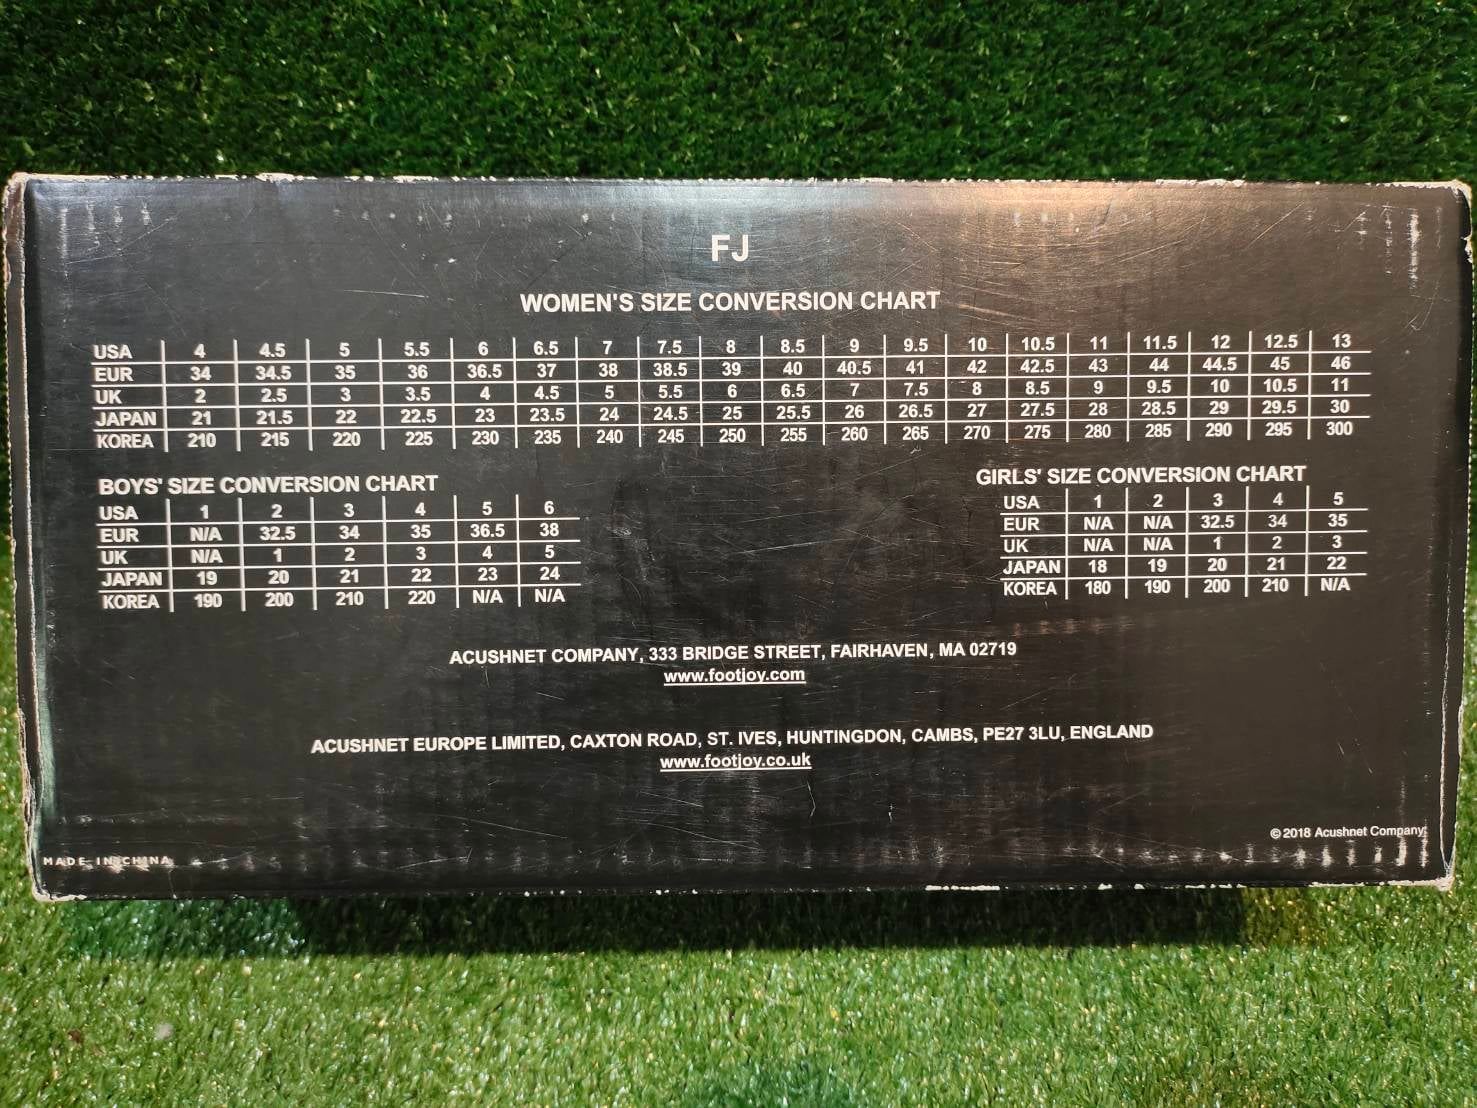 FJ
WOMEN'S SIZE CONVERSION CHART
USA 4 4.5 5 5.5 6 6.5 7 7.5 8 8.5 9 9.5 10 10.5 11 11.5 12 12.5 13
EUR 34 34.5 35 36 36.5 37 38 38.5 39 40 40.5 41 42 42.5 43 44 44.5 45 46
UK 2 2.5 3 3.5 4 4.5 5 5.5 6 6.5 7 7.5 8 8.5 9 9.5 10 10.5 11
JAPAN 21 21.5 22 22.5 23 23.5 24 24.5 25 25.5 26 26.5 27 27.5 28 28.5 29 29.5 30
KOREA 210 215 220 225 230 235 240 245 250 255 260 265 270 275 280 285 290 295 300
BOYS' SIZE CONVERSION CHART
USA 1 2 3 4 5 6
EUR N/A 32.5 34 35 36.5 38
UK N/A 1 2 3 4 5
JAPAN 19 20 21 22 23 24
KOREA 190 200 210 220 N/A N/A
GIRLS' SIZE CONVERSION CHART
USA 1 2 3 4 5
EUR N/A N/A 32.5 34 35
UK N/A N/A 1 2 3
JAPAN 18 19 20 21 22
KOREA 180 190 200 210 N/A
ACUSHNET COMPANY, 333 BRIDGE STREET, FAIRHAVEN, MA 02719
www.footjoy.com
ACUSHNET EUROPE LIMITED, CAXTON ROAD, ST. IVES, HUNTINGDON, CAMBS, PE27 3LU, ENGLAND
www.footjoy.co.uk
© 2018 Acushnet Company.
MADE IN CHINA